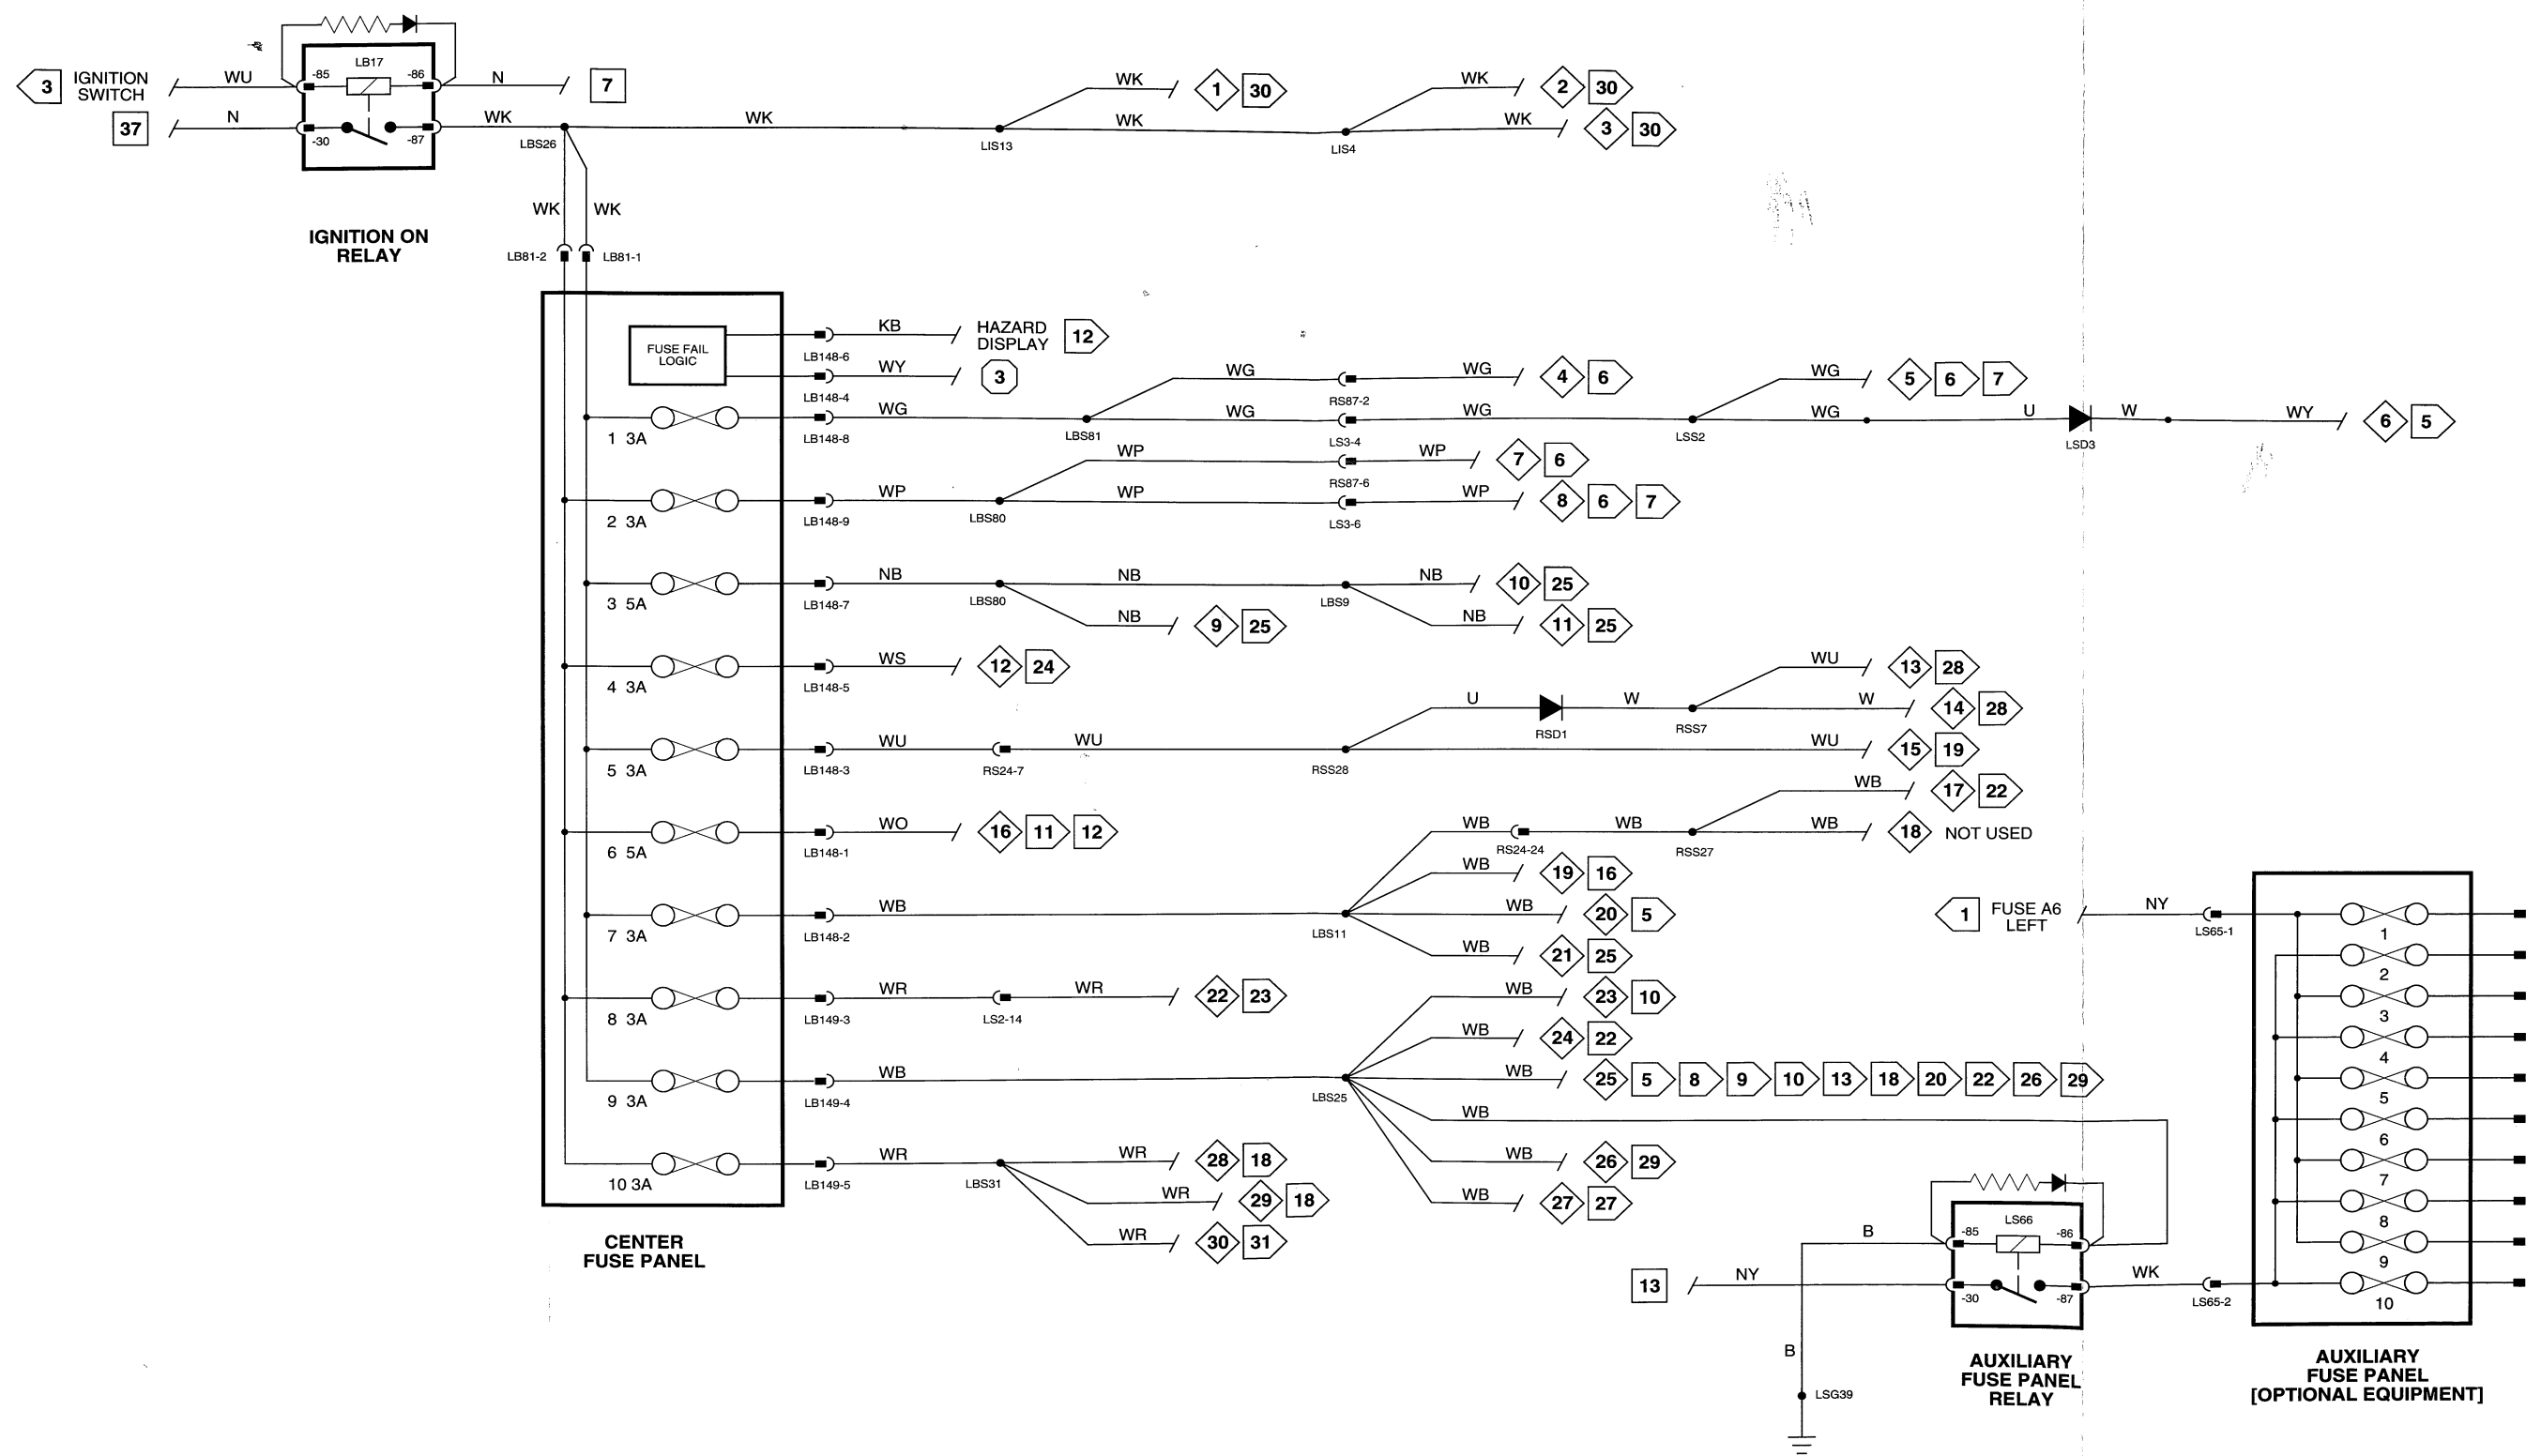 3 IGNITION SWITCH WU -85 LB17 -86 N 7
37 N -30 -87 WK LBS26 WK LIS13 WK 1 30
WK LIS4 WK 2 30
WK 3 30
IGNITION ON
RELAY
WK WK
LB81-2 LB81-1
FUSE FAIL
LOGIC
LB148-6 KB HAZARD
DISPLAY 12
LB148-4 WY 3
1 3A LB148-8 WG LBS81 WG RS87-2 WG 4 6
WG LS3-4 WG LSS2 WG 5 6 7
WG U LSD3 W WY 6 5
2 3A LB148-9 WP LBS80 WP RS87-6 WP 7 6
WP LS3-6 WP 8 6 7
3 5A LB148-7 NB LBS80 NB LBS9 NB 10 25
NB 9 25 NB 11 25
4 3A LB148-5 WS 12 24
5 3A LB148-3 WU RS24-7 WU RSS28 U RSD1 W RSS7 WU 13 28
W 14 28
WU 15 19
6 5A LB148-1 WO 16 11 12
7 3A LB148-2 WB LBS11 WB RS24-24 WB RSS27 WB 17 22
WB 18 NOT USED
WB 19 16
WB 20 5
WB 21 25
8 3A LB149-3 WR LS2-14 WR 22 23
9 3A LB149-4 WB LBS25 WB 23 10
WB 24 22
WB 25 5 8 9 10 13 18 20 22 26 29
WB
WB 26 29
WB 27 27
10 3A LB149-5 WR LBS31 WR 28 18
WR 29 18
WR 30 31
CENTER
FUSE PANEL
1 FUSE A6
LEFT NY LS65-1
1
2
3
4
5
6
7
8
9
10
B -85 LS66 -86
13 NY -30 -87 WK LS65-2
B
LSG39
AUXILIARY
FUSE PANEL
RELAY
AUXILIARY
FUSE PANEL
[OPTIONAL EQUIPMENT]